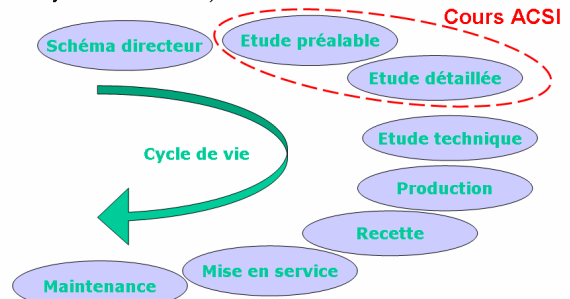 Cours ACSI
Schéma directeur
Etude préalable
Etude détaillée
Etude technique
Cycle de vie
Production
Recette
Mise en service
Maintenance